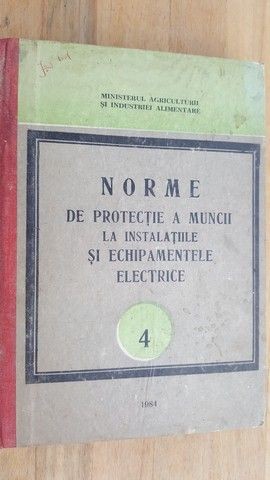 MINISTERUL AGRICULTURII
ȘI INDUSTRIEI ALIMENTARE
NORME
DE PROTECȚIE A MUNCII
LA INSTALAȚIILE
ȘI ECHIPAMENTELE
ELECTRICE
4
1984